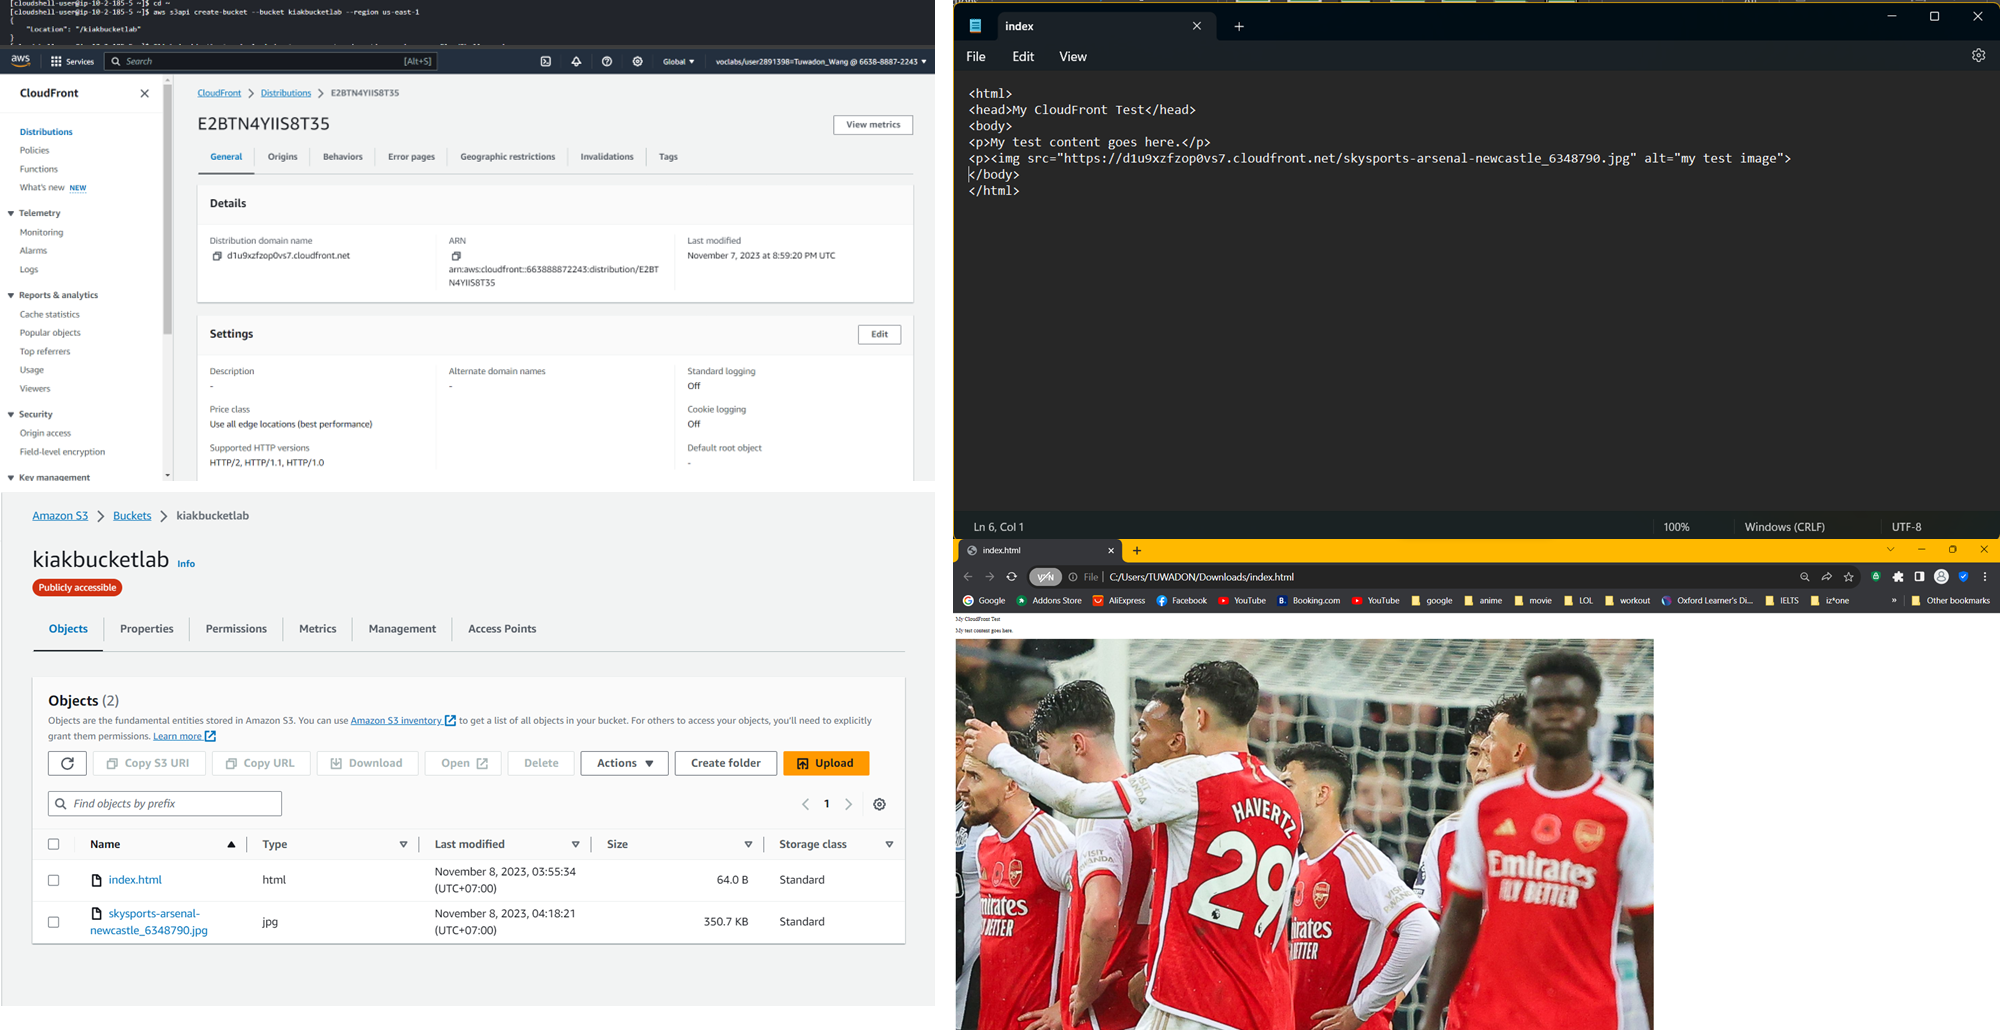 [cloudshell-user@ip-10-2-185-5 ~]$ cd ~
[cloudshell-user@ip-10-2-185-5 ~]$ aws s3api create-bucket --bucket kiakbucketlab --region us-east-1
{
"Location": "/kiakbucketlab"
}
aws
Services
Search
[Alt+S]
Global
voclabs/user2891398=Tuwadon_Wang @ 6638-8887-2243
CloudFront
Distributions
Policies
Functions
What's new NEW
Telemetry
Monitoring
Alarms
Logs
Reports & analytics
Cache statistics
Popular objects
Top referrers
Usage
Viewers
Security
Origin access
Field-level encryption
Key management
CloudFront > Distributions > E2BTN4YIIS8T35
E2BTN4YIIS8T35
View metrics
General
Origins
Behaviors
Error pages
Geographic restrictions
Invalidations
Tags
Details
Distribution domain name
d1u9xzfzop0vs7.cloudfront.net
ARN
arn:aws:cloudfront::663888872243:distribution/E2BT
N4YIIS8T35
Last modified
November 7, 2023 at 8:59:20 PM UTC
Settings
Edit
Description
-
Price class
Use all edge locations (best performance)
Supported HTTP versions
HTTP/2, HTTP/1.1, HTTP/1.0
Alternate domain names
-
Standard logging
Off
Cookie logging
Off
Default root object
-
Amazon S3 > Buckets > kiakbucketlab
kiakbucketlab Info
Publicly accessible
Objects
Properties
Permissions
Metrics
Management
Access Points
Objects (2)
Objects are the fundamental entities stored in Amazon S3. You can use Amazon S3 inventory to get a list of all objects in your bucket. For others to access your objects, you'll need to explicitly
grant them permissions. Learn more
Copy S3 URI
Copy URL
Download
Open
Delete
Actions
Create folder
Upload
Find objects by prefix
1
Name
Type
Last modified
Size
Storage class
index.html
html
November 8, 2023, 03:55:34
(UTC+07:00)
64.0 B
Standard
skysports-arsenal-
newcastle_6348790.jpg
jpg
November 8, 2023, 04:18:21
(UTC+07:00)
350.7 KB
Standard
index
File
Edit
View
<html>
<head>My CloudFront Test</head>
<body>
<p>My test content goes here.</p>
<p><img src="https://d1u9xzfzop0vs7.cloudfront.net/skysports-arsenal-newcastle_6348790.jpg" alt="my test image">
</body>
</html>
Ln 6, Col 1
100%
Windows (CRLF)
UTF-8
index.html
VPN
File
C:/Users/TUWADON/Downloads/index.html
Google
Addons Store
AliExpress
Facebook
YouTube
Booking.com
YouTube
google
anime
movie
LOL
workout
Oxford Learner's Di...
IELTS
iz*one
»
Other bookmarks
My CloudFront Test
My test content goes here.
HAVERTZ
29
VISIT
RWANDA
Emirates
FLY BETTER